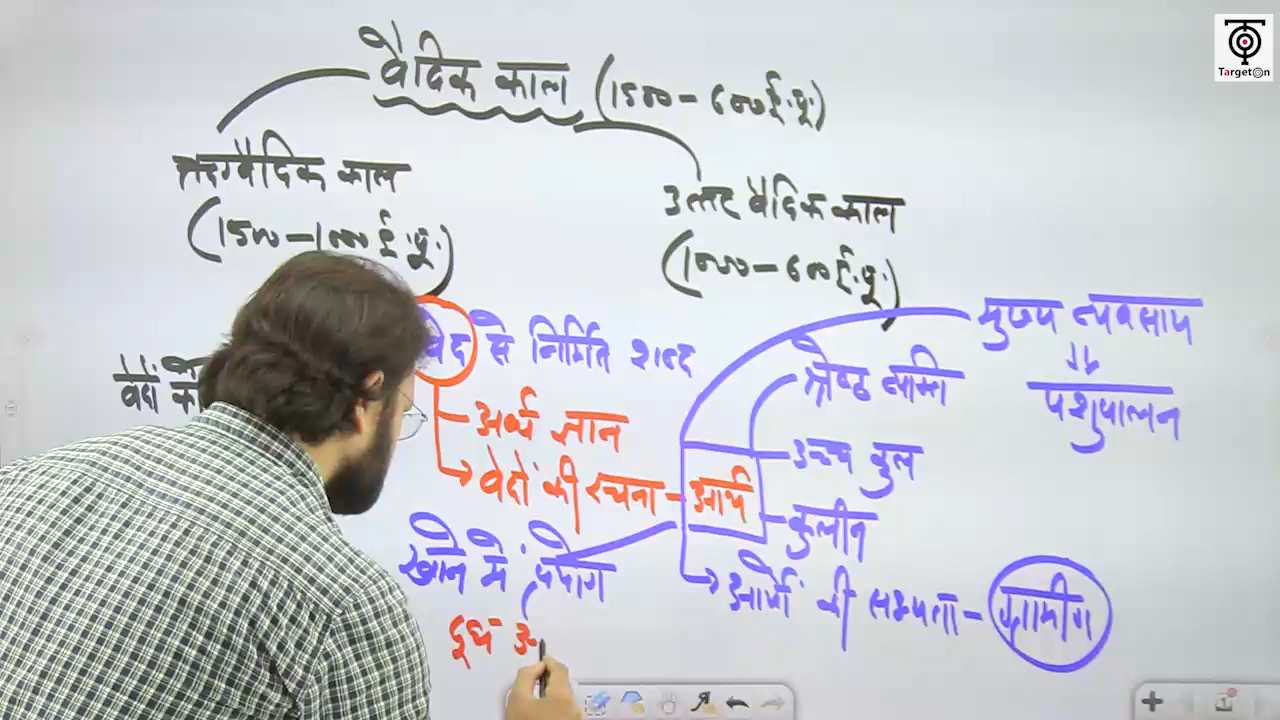 TargetOn
वैदिक काल (1500-600 ई.पू.)
ऋग्वैदिक काल
(1500-1000 ई.पू.)
उत्तर वैदिक काल
(1000-600 ई.पू.)
मुख्य व्यवसाय
पशुपालन
वेद से निर्मित शब्द
श्रेष्ठ व्यक्ति
वेदों को
अर्थ ज्ञान
उच्च कुल
वेदों की रचना - आर्य
कुलीन
खाने में प्रयोग
आर्यों की सभ्यता - ग्रामीण
दूध